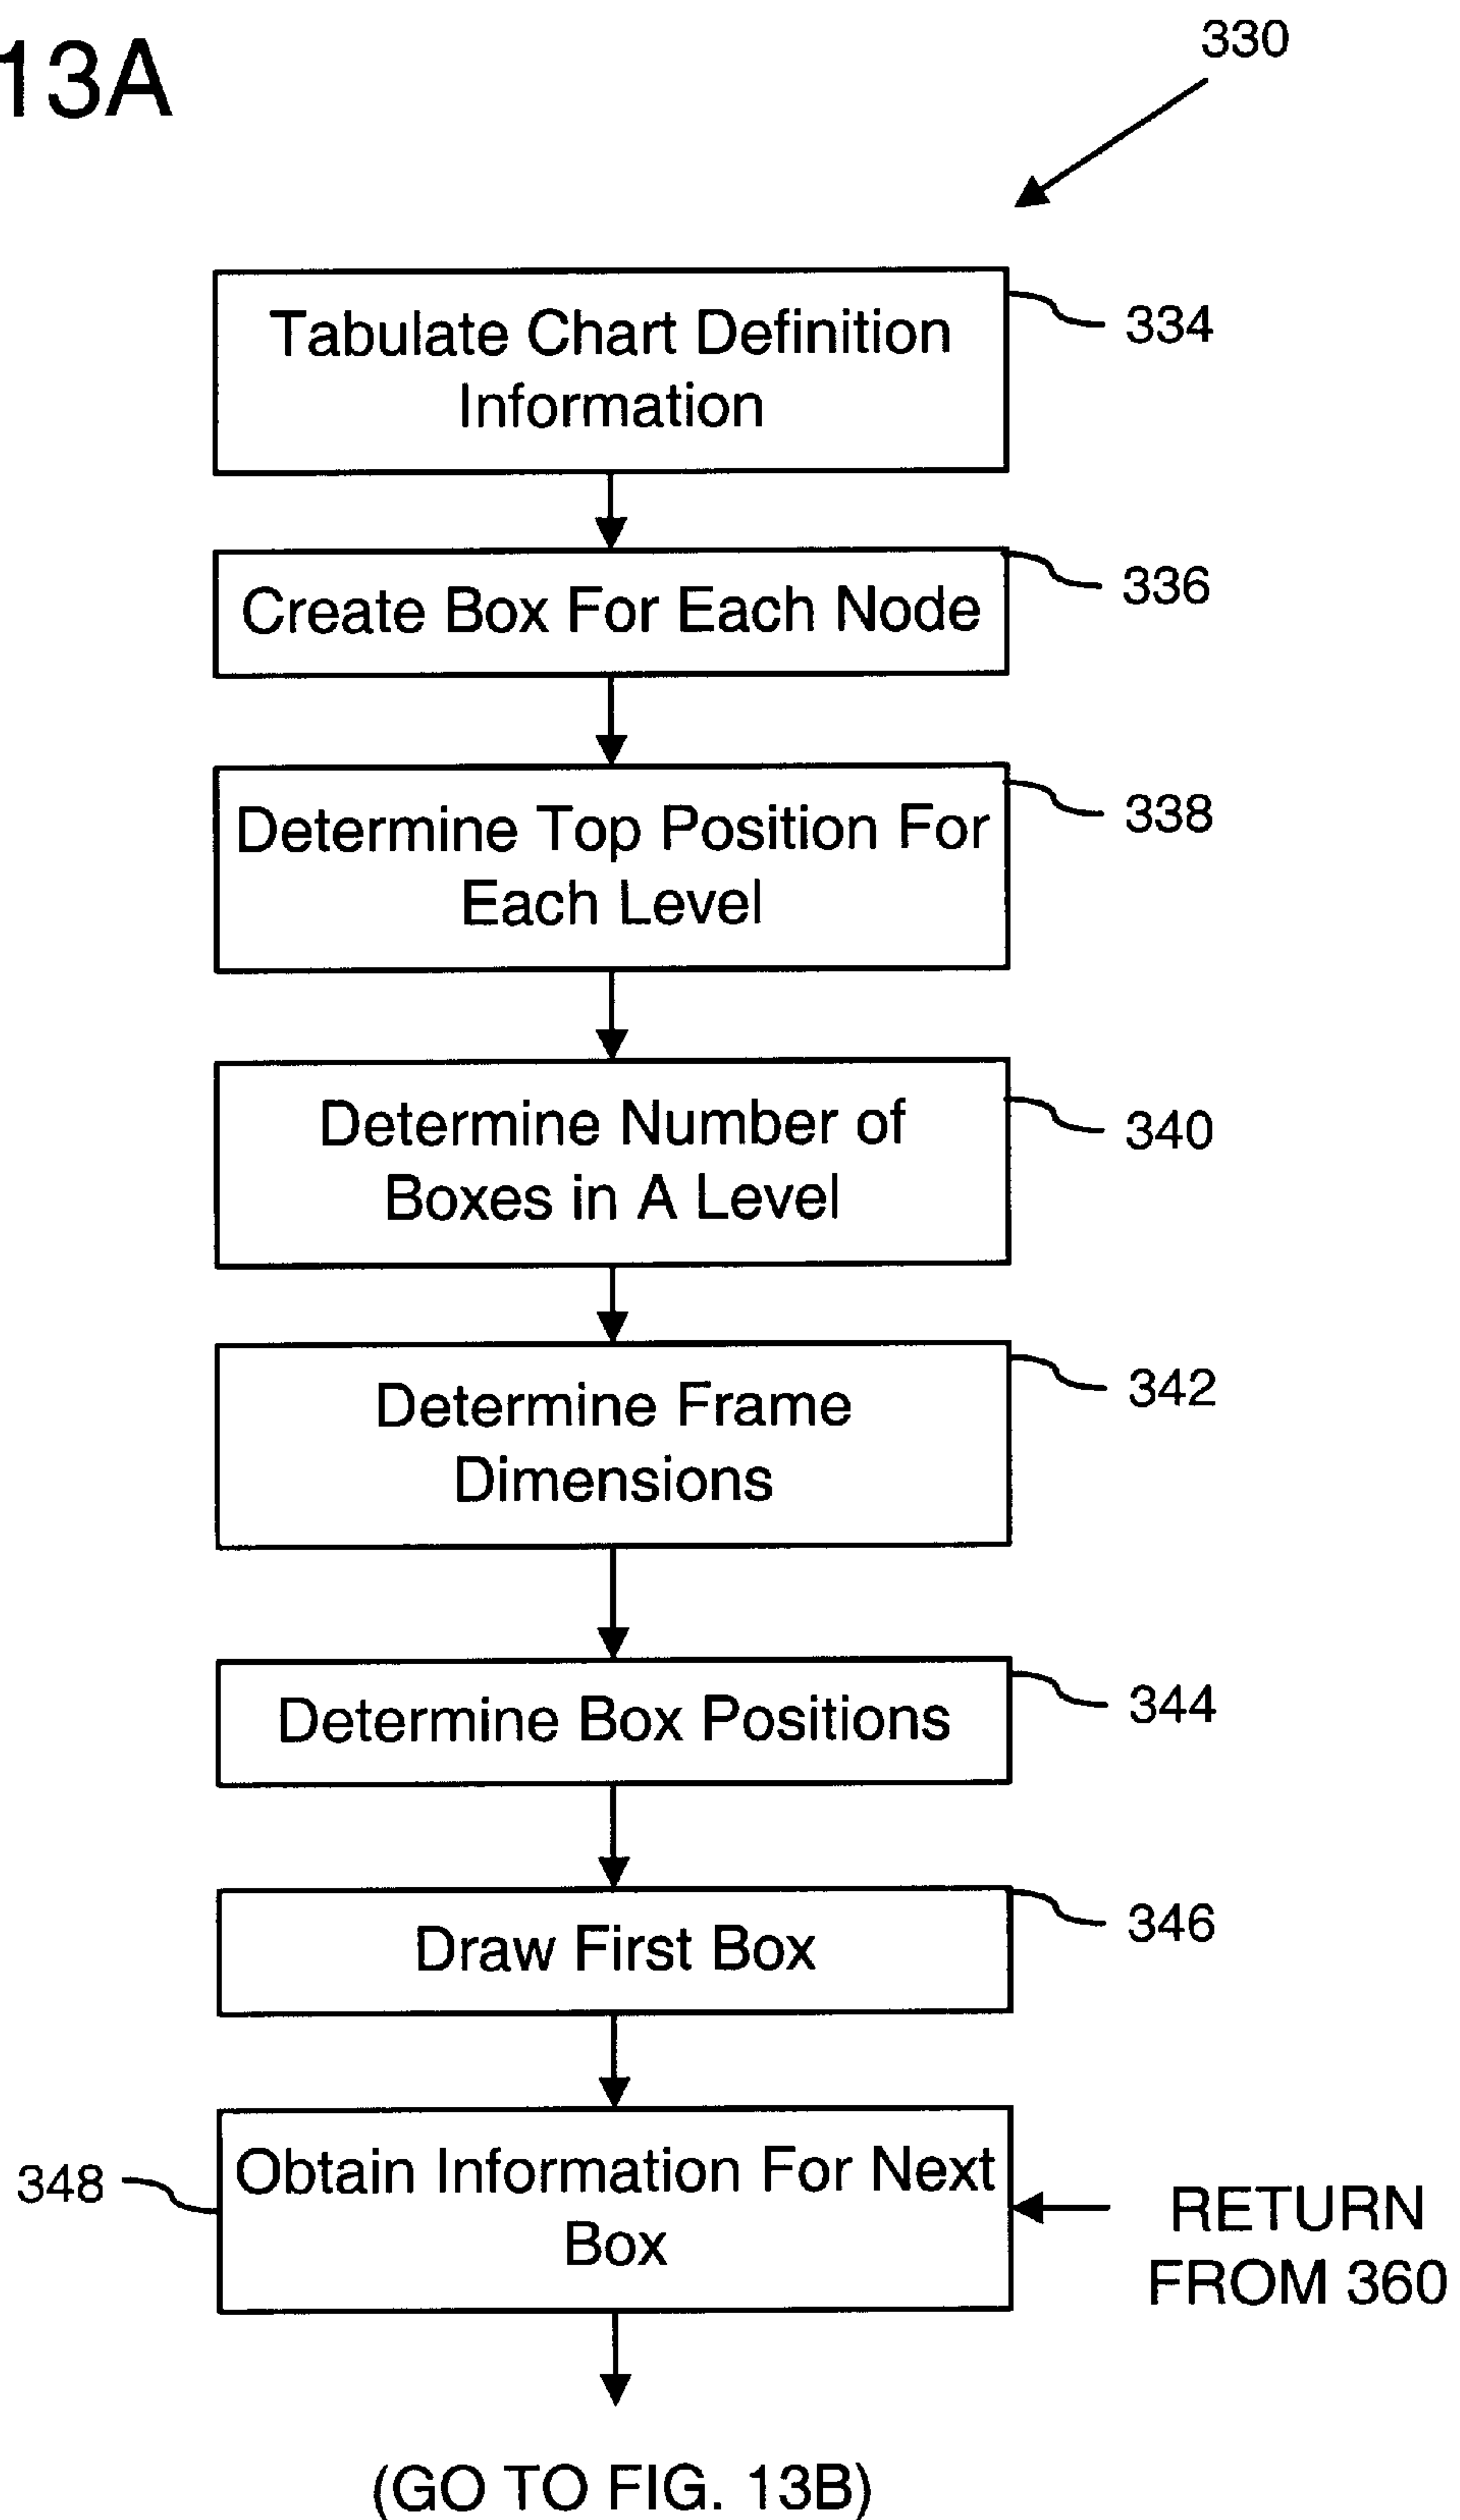 13A
330
Tabulate Chart Definition
Information
334
Create Box For Each Node
336
Determine Top Position For
Each Level
338
Determine Number of
Boxes in A Level
340
Determine Frame
Dimensions
342
Determine Box Positions
344
Draw First Box
346
348
Obtain Information For Next
Box
RETURN
FROM 360
(GO TO FIG. 13B)